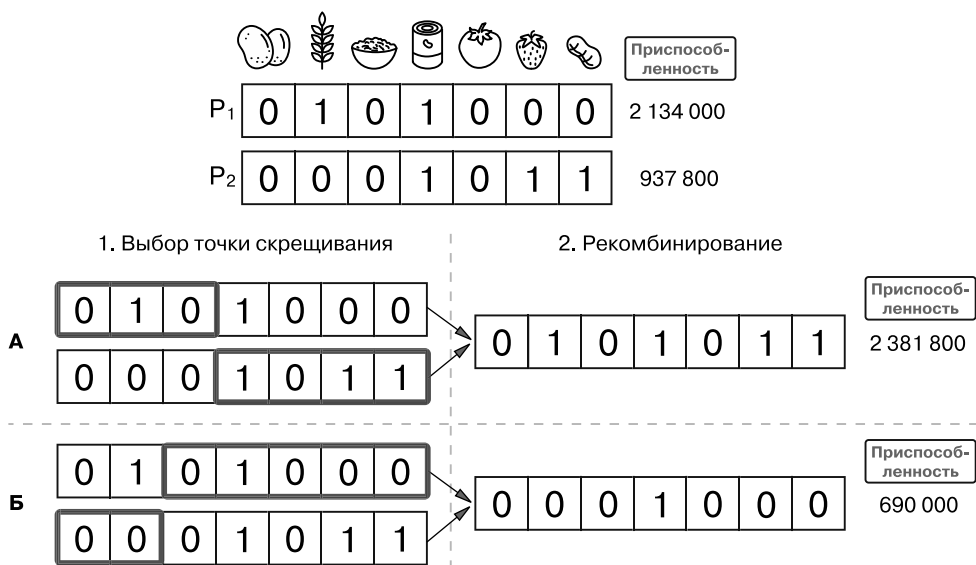 Приспособ-
ленность
P1 0 1 0 1 0 0 0 2 134 000
P2 0 0 0 1 0 1 1 937 800
1. Выбор точки скрещивания 2. Рекомбинирование
А
0 1 0 1 0 0 0
0 0 0 1 0 1 1
0 1 0 1 0 1 1
Приспособ-
ленность
2 381 800
Б
0 1 0 1 0 0 0
0 0 0 1 0 1 1
0 0 0 1 0 0 0
Приспособ-
ленность
690 000